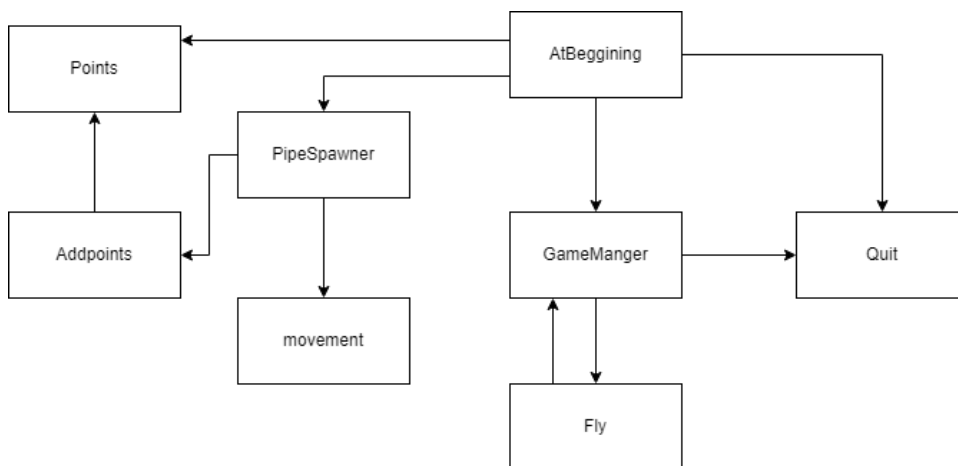 AtBeggining
Points
PipeSpawner
Addpoints
GameManger
Quit
movement
Fly